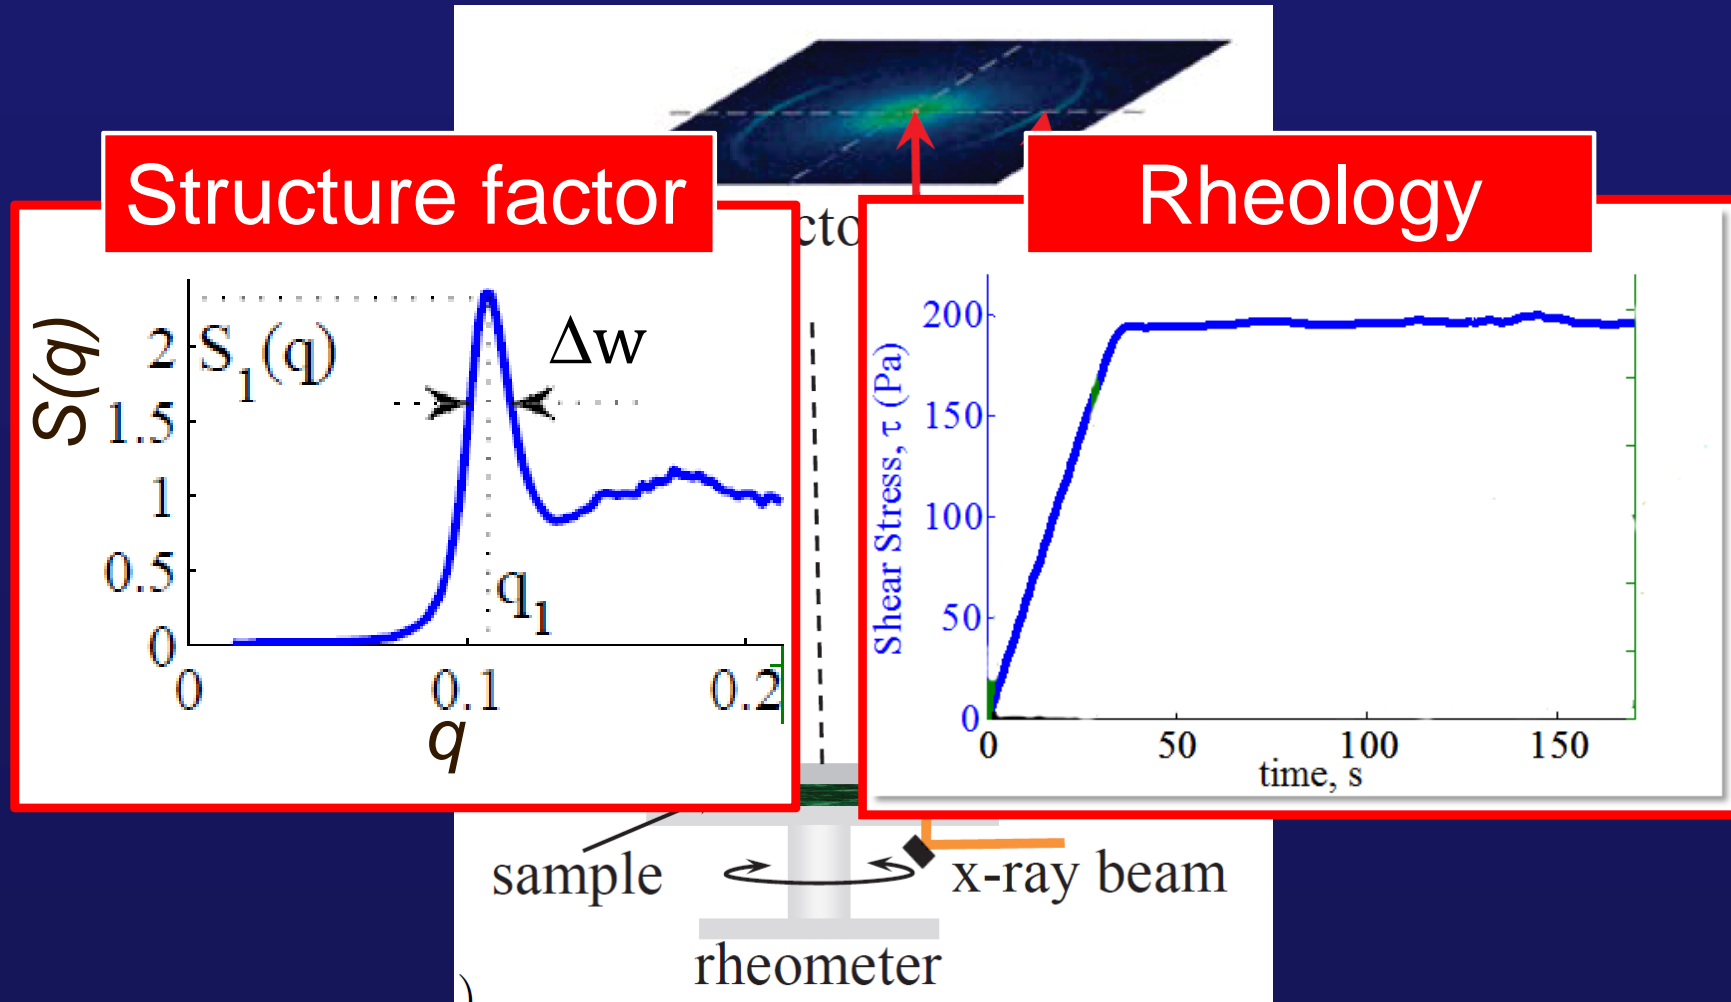 Structure factor
Rheology
cto
S(q)
2
1.5
1
0.5
0
S1(q)
Δw
q1
0
0.1
0.2
q
Shear Stress, τ (Pa)
200
150
100
50
0
0
50
100
150
time, s
sample
x-ray beam
rheometer
)